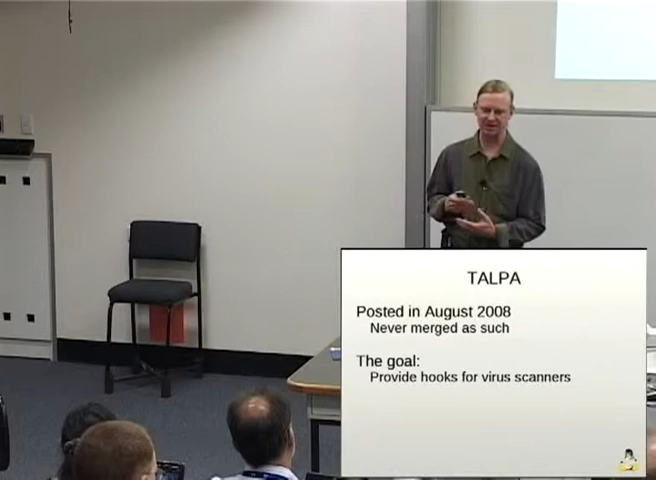 TALPA
Posted in August 2008
Never merged as such
The goal:
Provide hooks for virus scanners